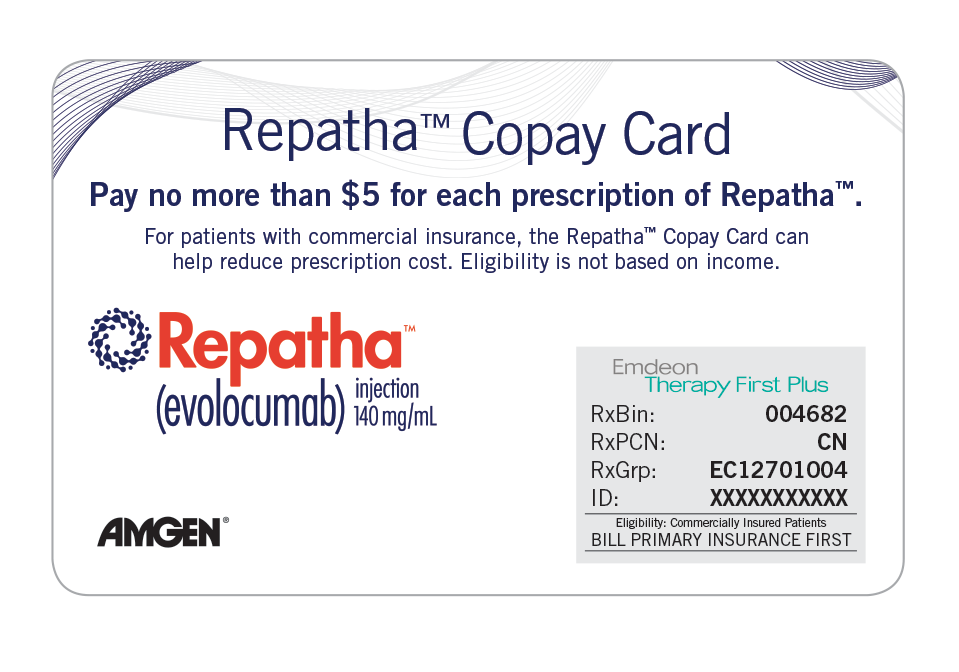 Repatha™ Copay Card
Pay no more than $5 for each prescription of Repatha™.
For patients with commercial insurance, the Repatha™ Copay Card can
help reduce prescription cost. Eligibility is not based on income.
Repatha™
(evolocumab) injection
140 mg/mL
AMGEN®
Emdeon
Therapy First Plus
RxBin: 004682
RxPCN: CN
RxGrp: EC12701004
ID: XXXXXXXXXXX
Eligibility: Commercially Insured Patients
BILL PRIMARY INSURANCE FIRST